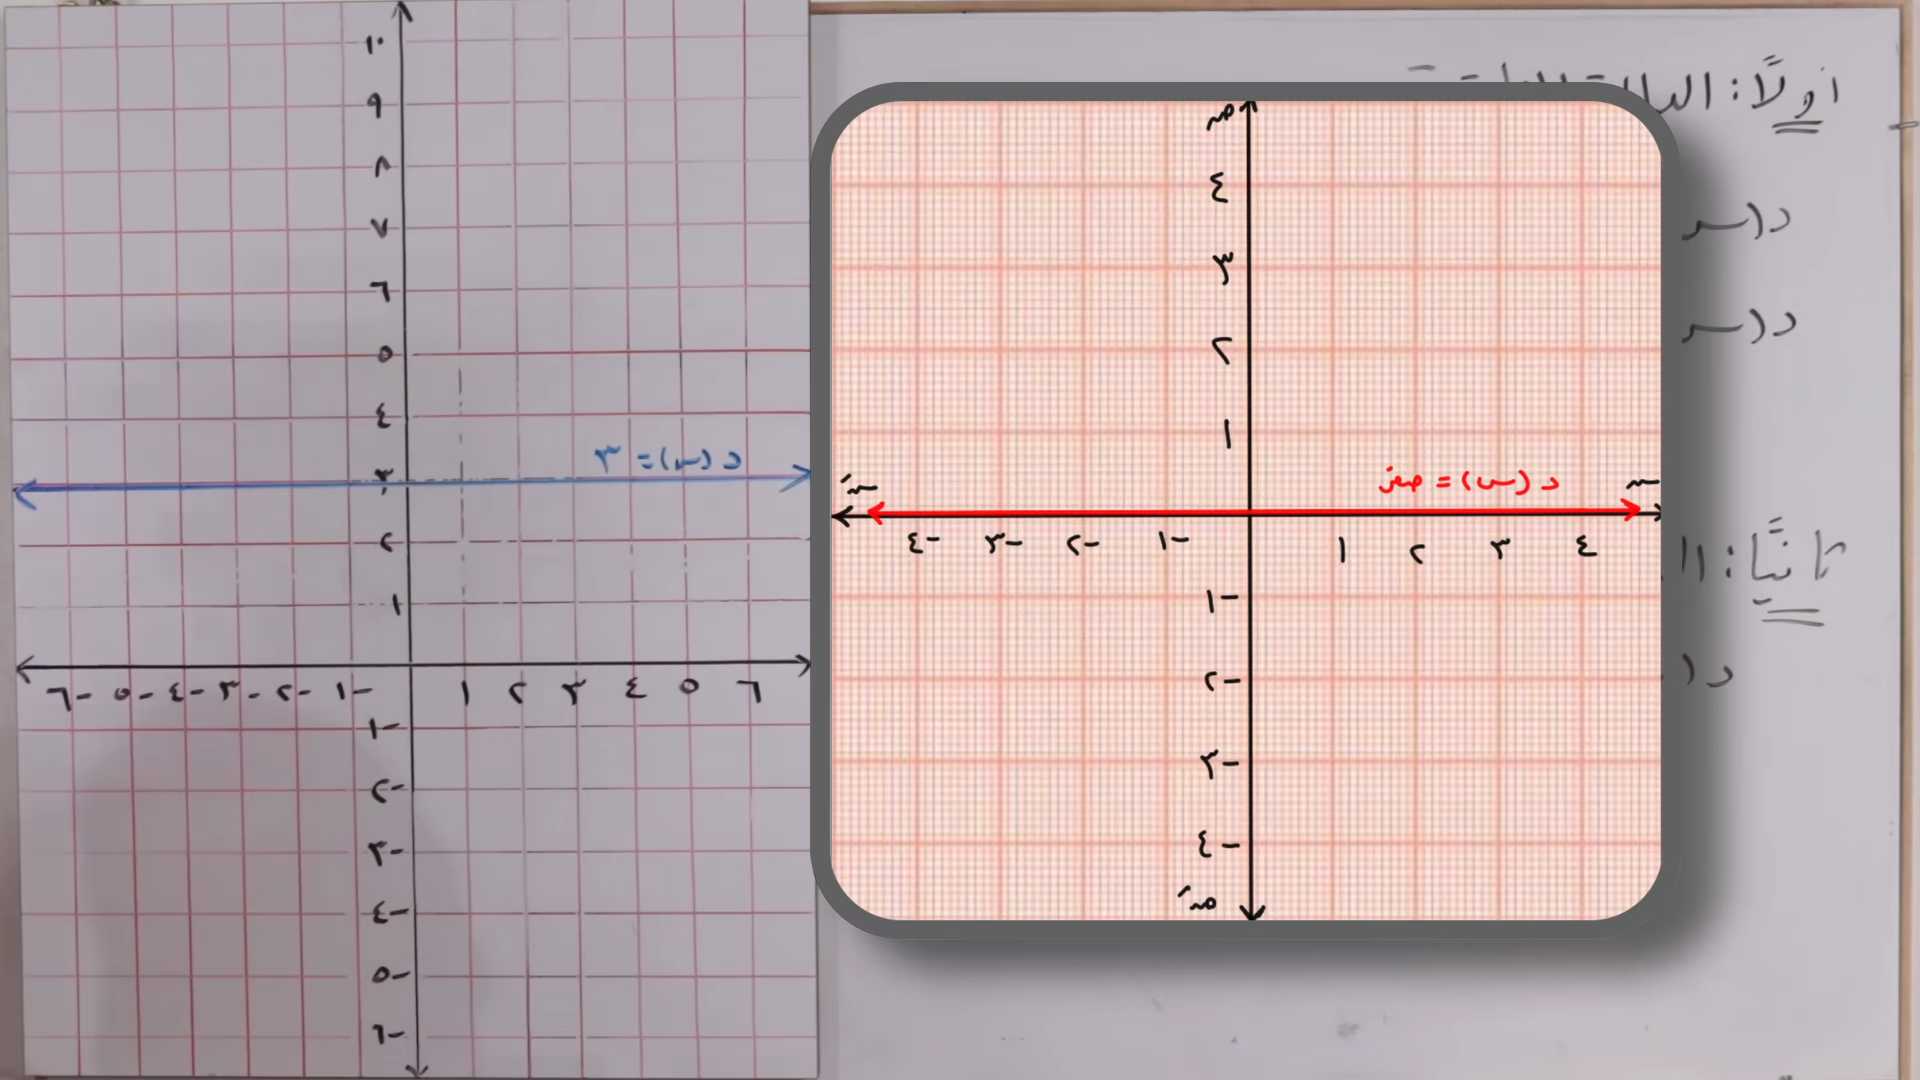 أولاً:
د(س
د(س
ثانياً: ا
د(
ص
٤
٣
٢
١
د (س) = صفر
سَ
س
-٤ -٣ -٢ -١ ١ ٢ ٣ ٤
-١
-٢
-٣
-٤
صَ
١٠
٩
٨
٧
٦
٥
٤
د (س) = ٣
٣
٢
١
-٦ -٥ -٤ -٣ -٢ -١ ١ ٢ ٣ ٤ ٥ ٦
-١
-٢
-٣
-٤
-٥
-٦